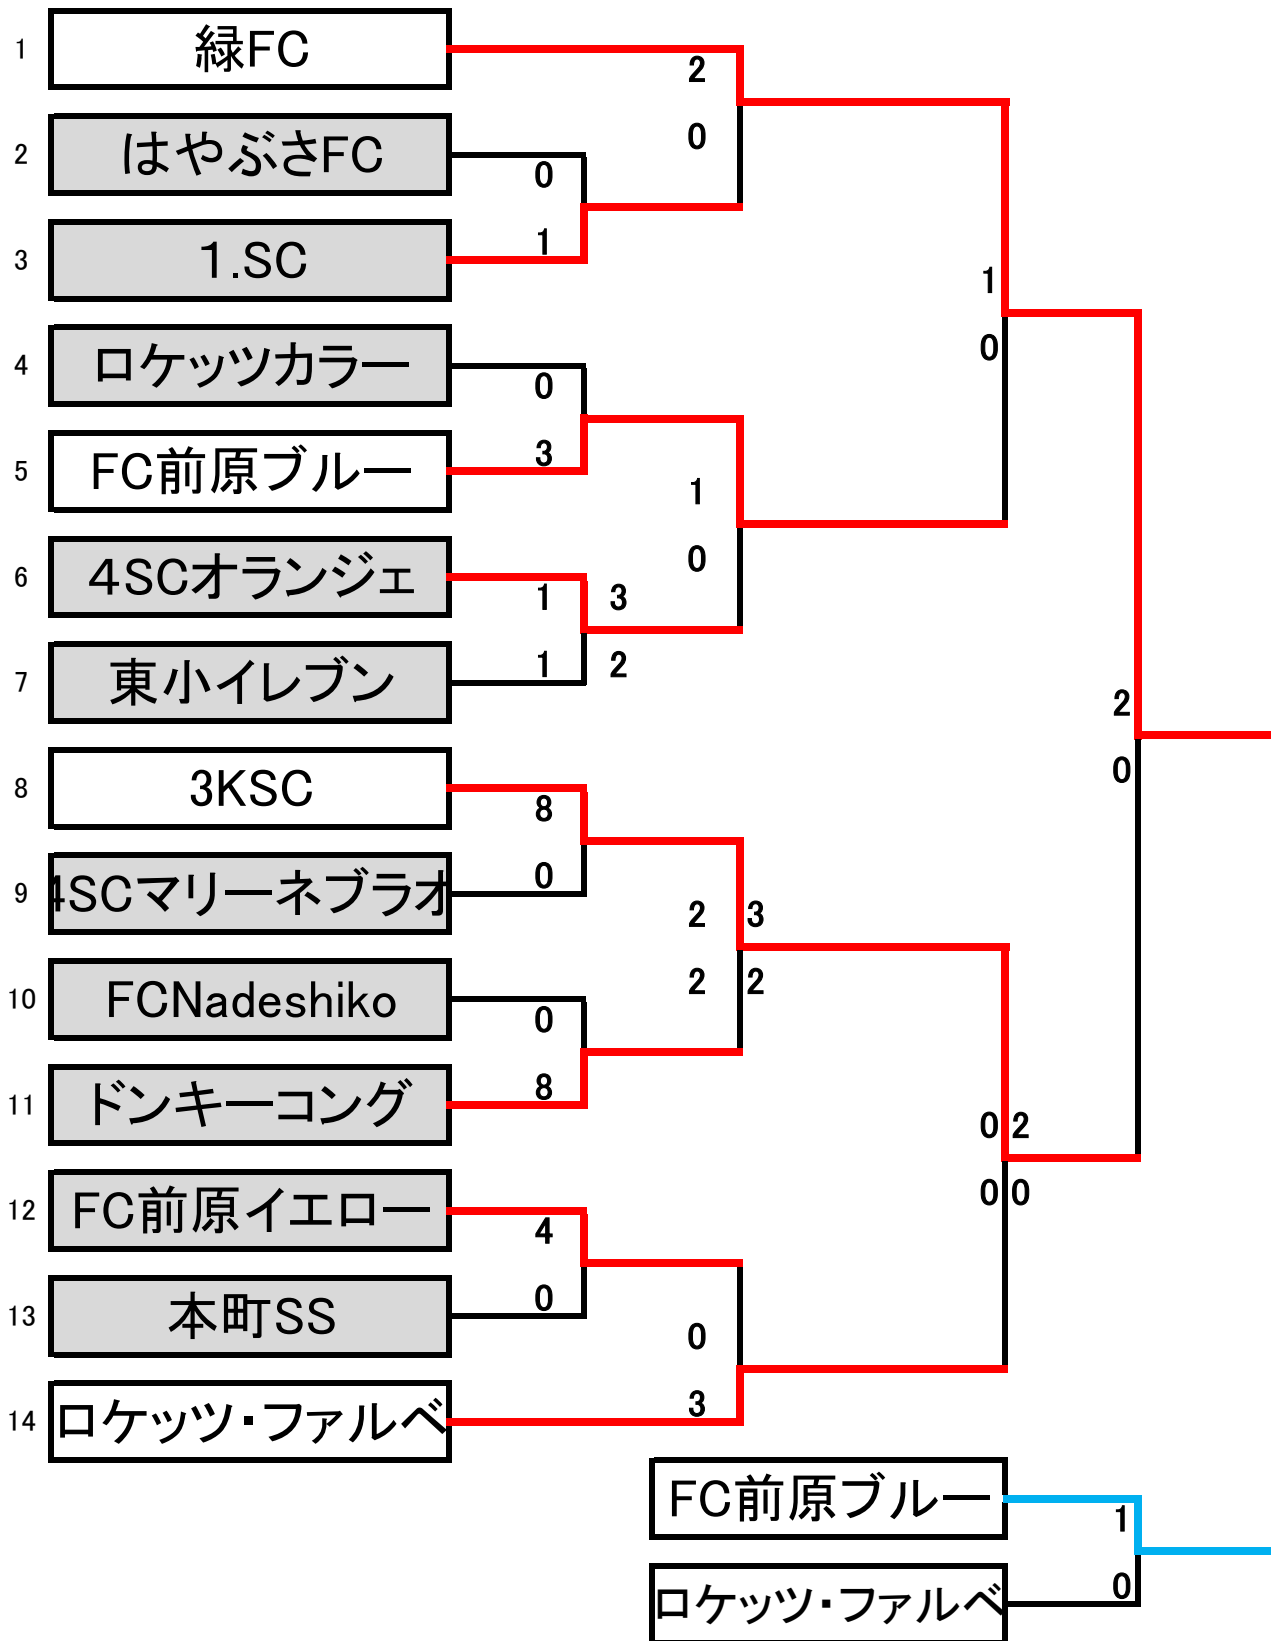 1 緑FC
2
0
2 はやぶさFC
0
3 1.SC
1
1
0
4 ロケッツカラー
0
5 FC前原ブルー
3
1
0
6 4SCオランジェ
1 3
7 東小イレブン
1 2
2
0
8 3KSC
8
9 4SCマリーネブラオ
0
2 3
2 2
10 FCNadeshiko
0
11 ドンキーコング
8
0 2
0 0
12 FC前原イエロー
4
13 本町SS
0
0
3
14 ロケッツ・ファルベ
FC前原ブルー
1
ロケッツ・ファルベ
0